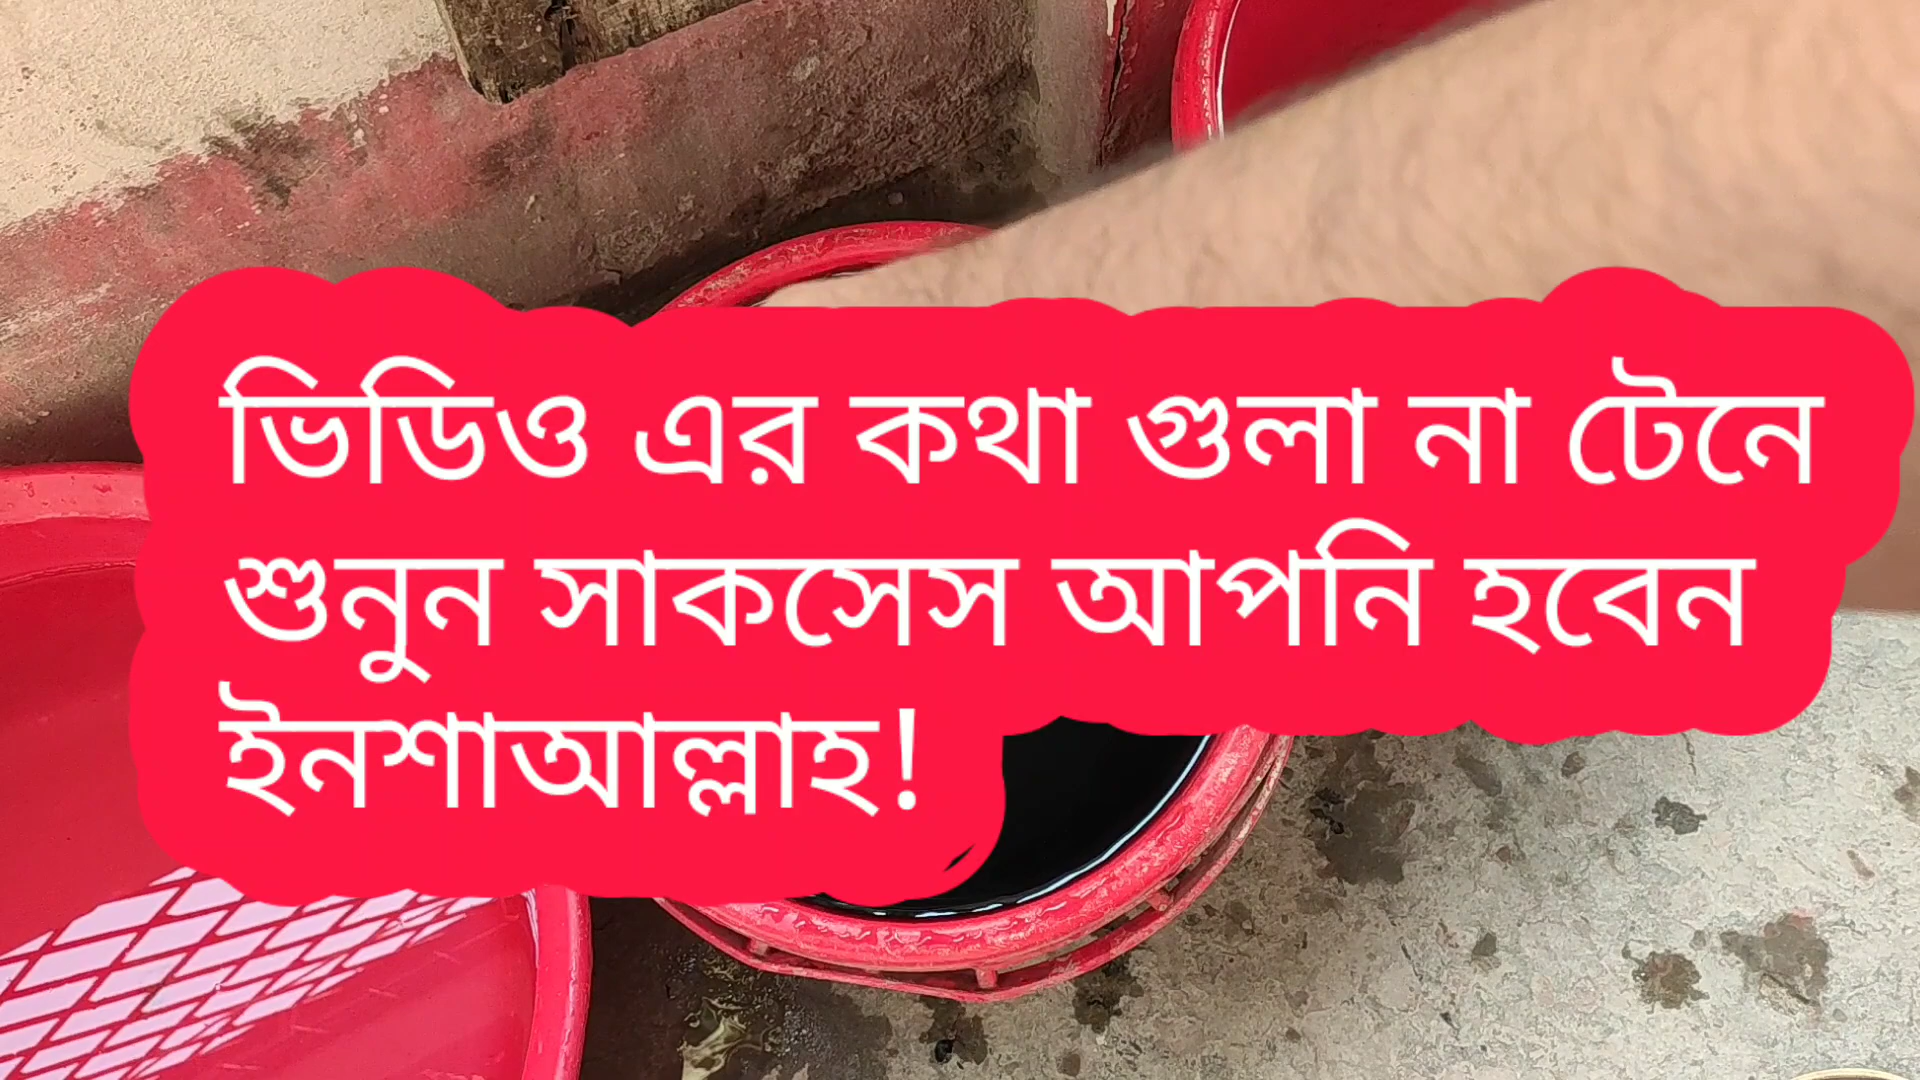 ভিডিও এর কথা গুলা না টেনে
শুনুন সাকসেস আপনি হবেন
ইনশাআল্লাহ!